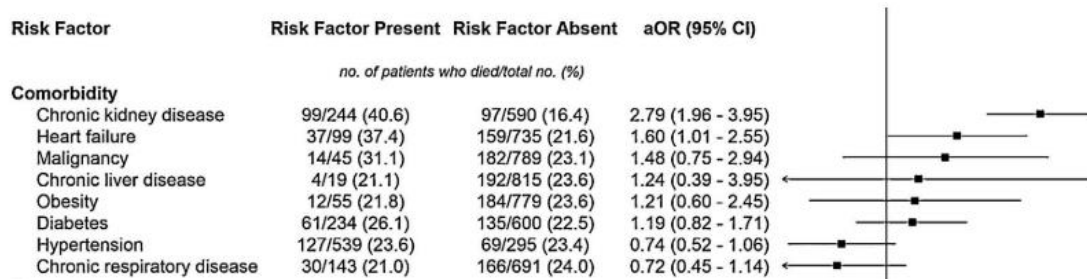 Risk Factor Risk Factor Present Risk Factor Absent aOR (95% CI)
no. of patients who died/total no. (%)
Comorbidity
Chronic kidney disease 99/244 (40.6) 97/590 (16.4) 2.79 (1.96 - 3.95)
Heart failure 37/99 (37.4) 159/735 (21.6) 1.60 (1.01 - 2.55)
Malignancy 14/45 (31.1) 182/789 (23.1) 1.48 (0.75 - 2.94)
Chronic liver disease 4/19 (21.1) 192/815 (23.6) 1.24 (0.39 - 3.95)
Obesity 12/55 (21.8) 184/779 (23.6) 1.21 (0.60 - 2.45)
Diabetes 61/234 (26.1) 135/600 (22.5) 1.19 (0.82 - 1.71)
Hypertension 127/539 (23.6) 69/295 (23.4) 0.74 (0.52 - 1.06)
Chronic respiratory disease 30/143 (21.0) 166/691 (24.0) 0.72 (0.45 - 1.14)